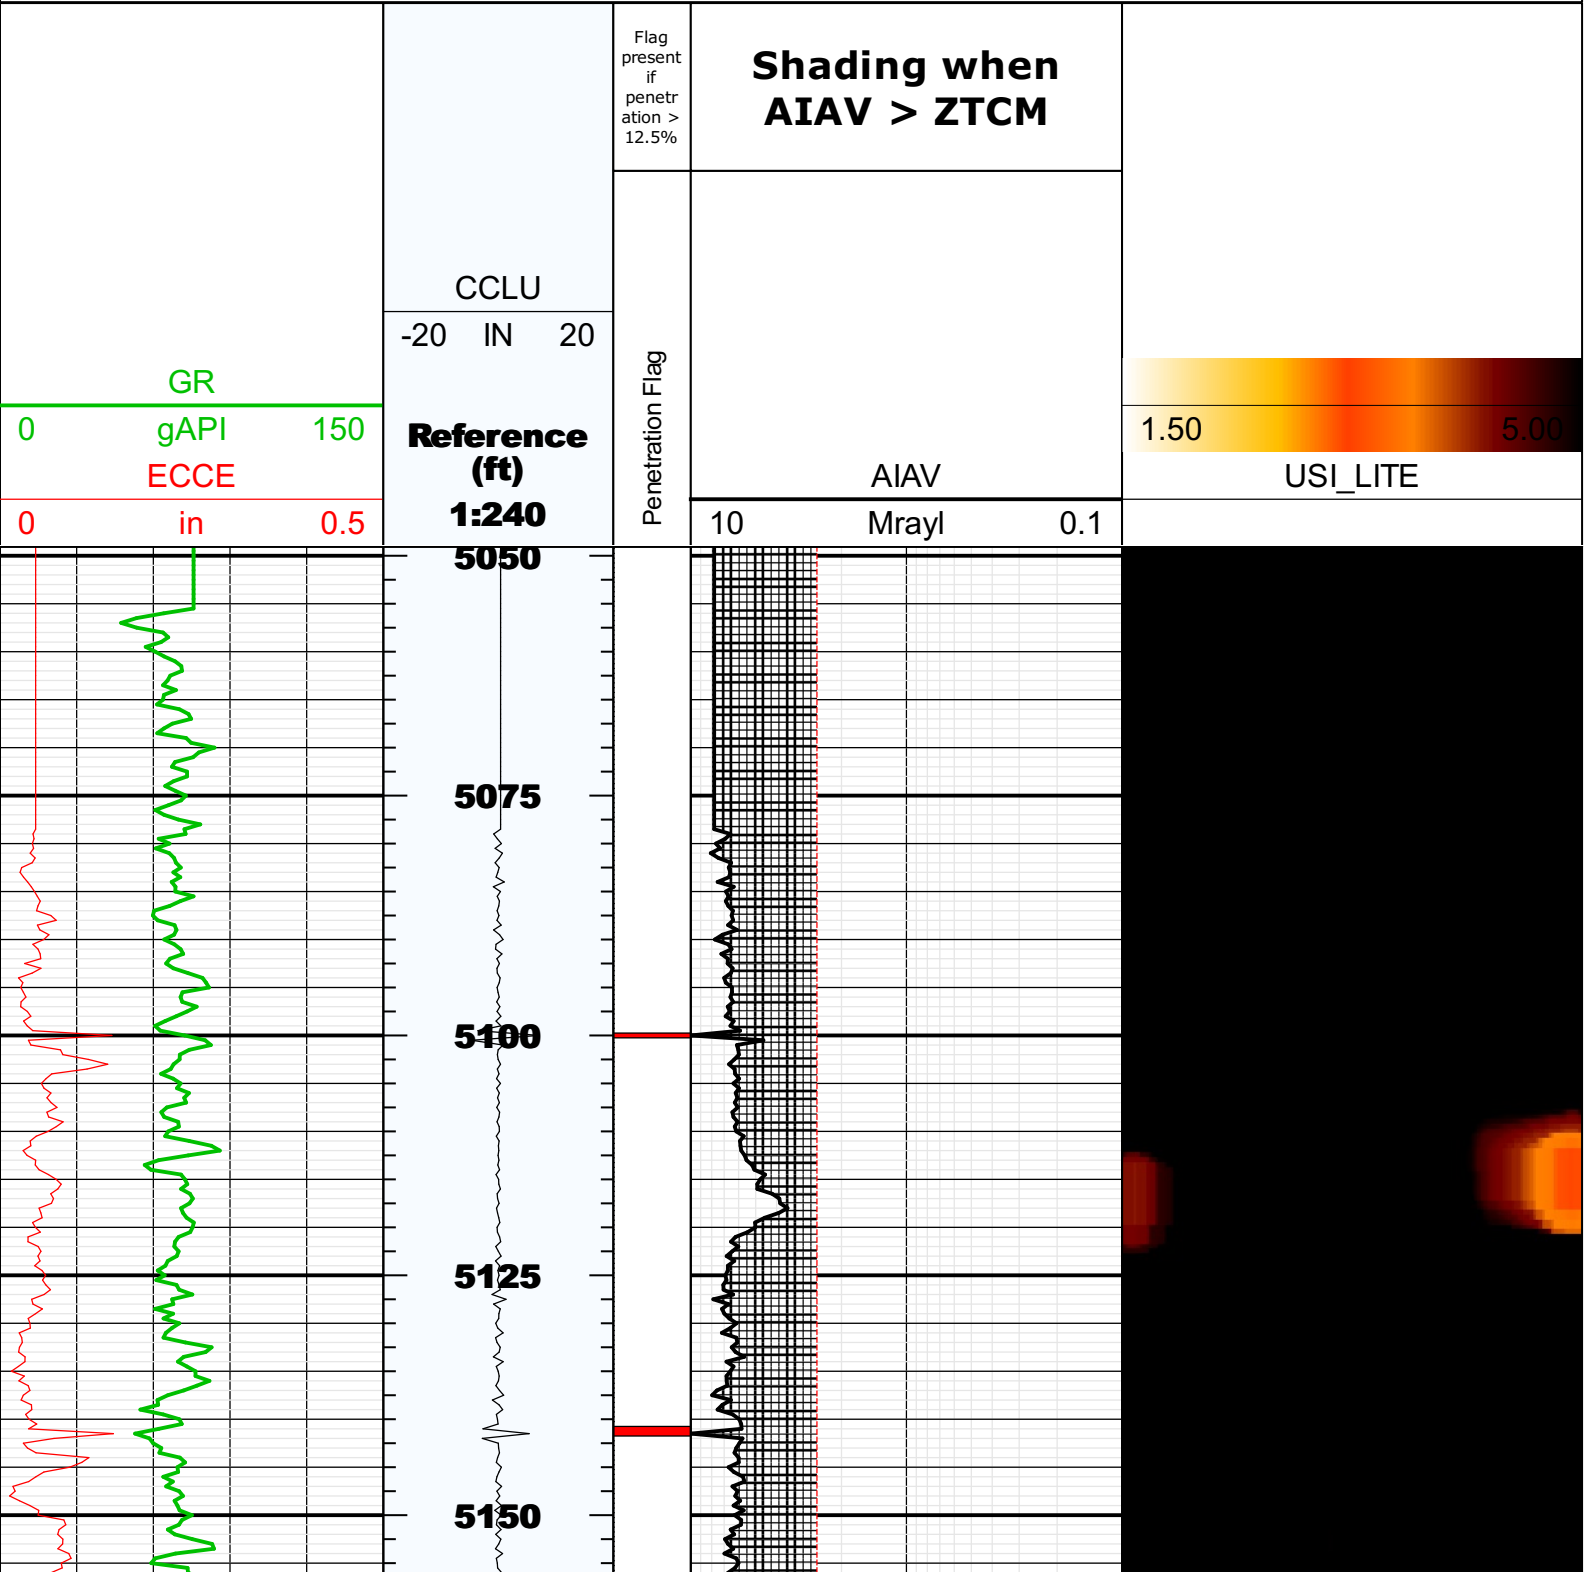 Flag
present
if
penetr
ation >
12.5%
Shading when
AIAV > ZTCM
CCLU
-20 IN 20
GR
0 gAPI 150
ECCE
0 in 0.5
Reference
(ft)
1:240
Penetration Flag
AIAV
10 Mrayl 0.1
1.50 5.00
USI_LITE
5050
5075
5100
5125
5150